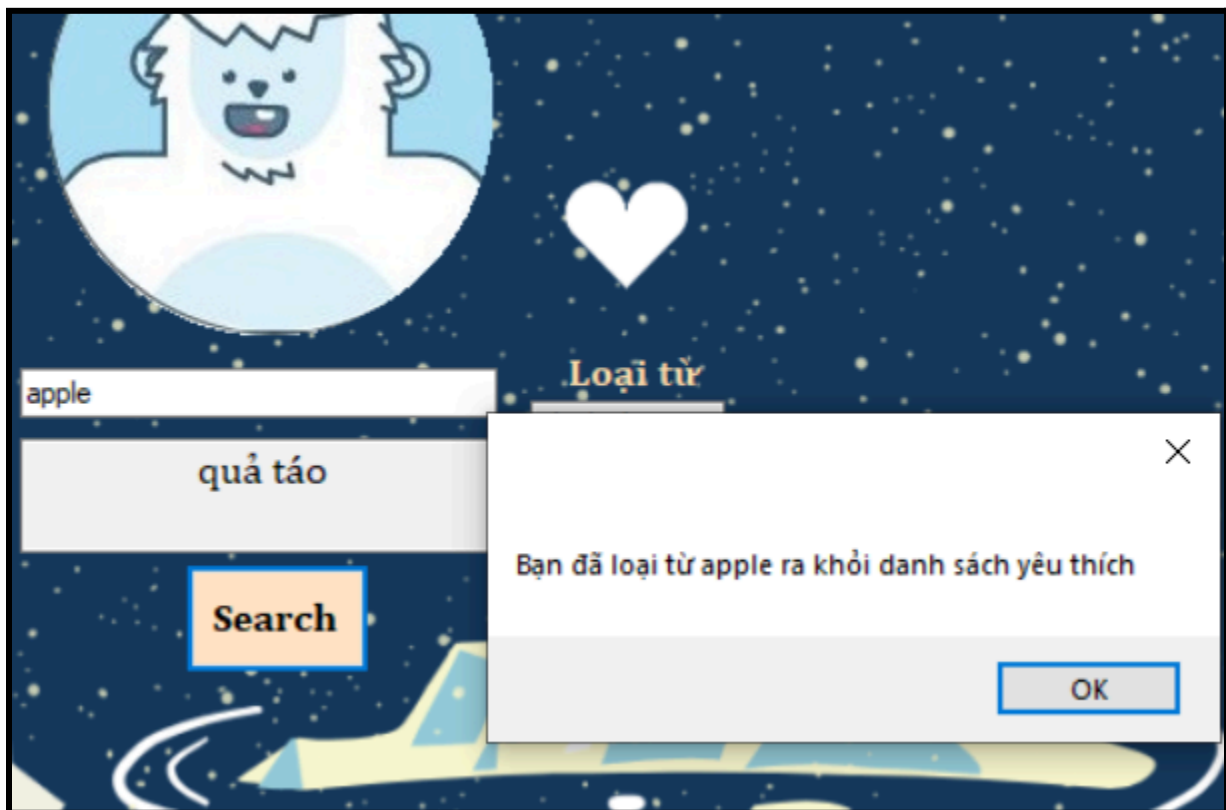 Loại từ
apple
quả táo
Bạn đã loại từ apple ra khỏi danh sách yêu thích
Search
OK